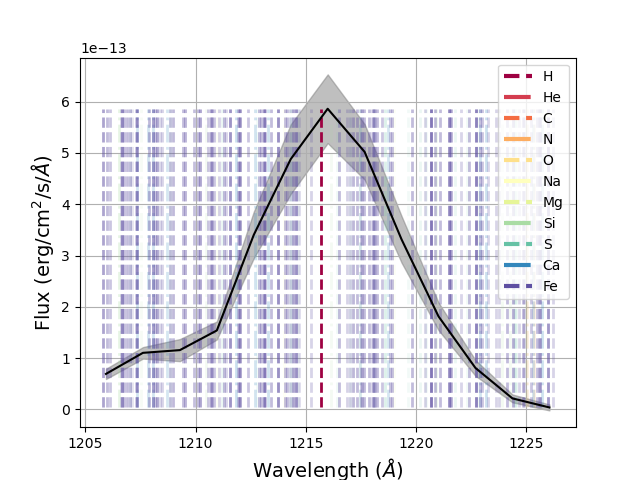 1e−13
6
5
4
3
2
1
0
Flux (erg/cm²/s/Å)
H
He
C
N
O
Na
Mg
Si
S
Ca
Fe
1205 1210 1215 1220 1225
Wavelength (Å)